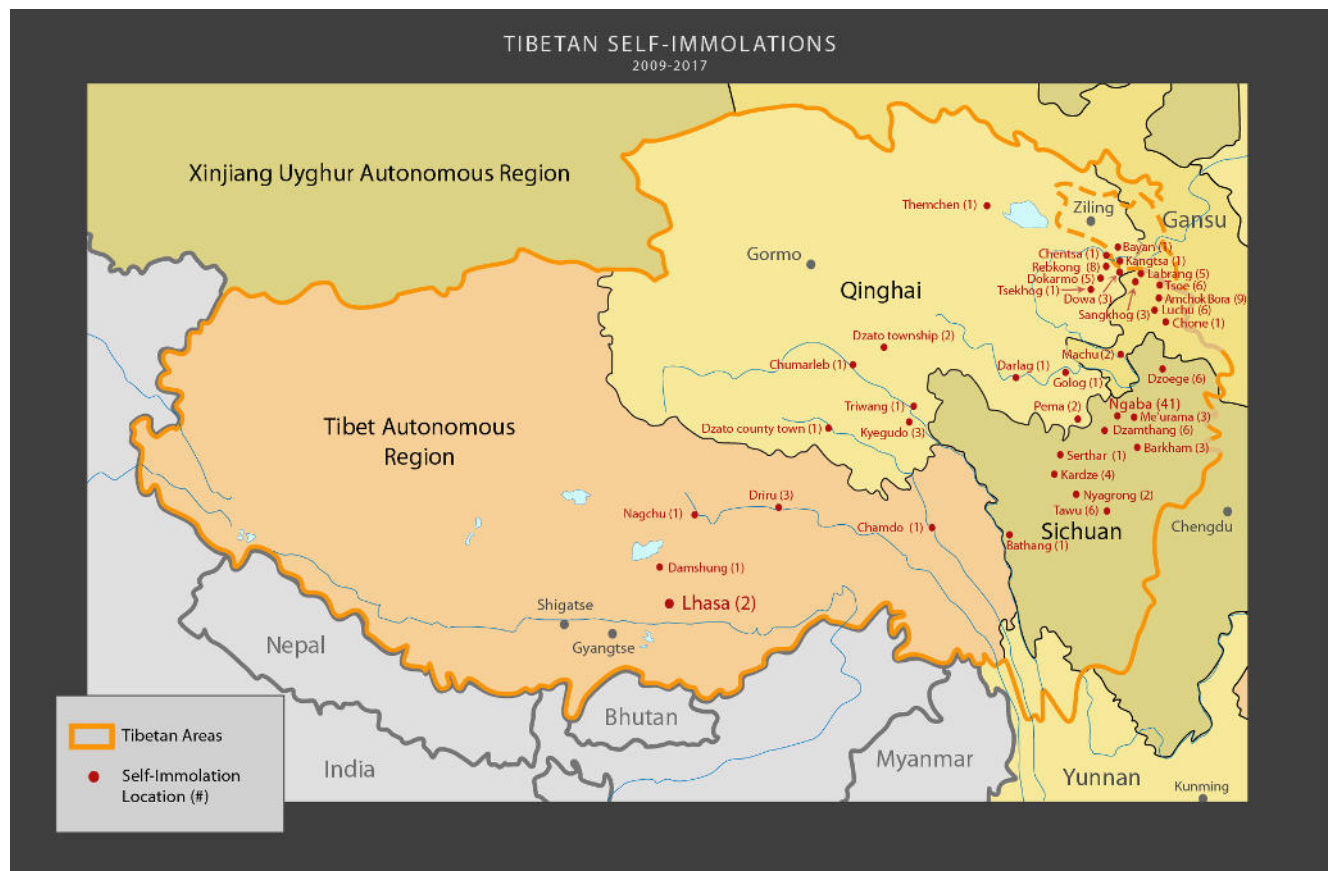 TIBETAN SELF-IMMOLATIONS
2009-2017
Xinjiang Uyghur Autonomous Region
Themchen (1)
Ziling
Gansu
Gormo
Bayan (1)
Chentsa (1)
Kangtsa (1)
Rebkong (8)
Labrang (5)
Dokarmo (5)
Tsoe (6)
Qinghai
Tsekhog (1)
Dowa (3)
Amchok Bora (9)
Sangkhog (3)
Luchu (6)
Chone (1)
Dzato township (2)
Machu (2)
Chumarleb (1)
Darlag (1)
Golog (1)
Dzoege (6)
Triwang (1)
Pema (2)
Ngaba (41)
Me'urama (3)
Tibet Autonomous
Region
Dzato county town (1)
Kyegudo (3)
Dzamthang (6)
Serthar (1)
Barkham (3)
Kardze (4)
Driru (3)
Nyagrong (2)
Nagchu (1)
Chamdo (1)
Tawu (6)
Chengdu
Sichuan
Bathang (1)
Damshung (1)
Lhasa (2)
Shigatse
Gyangtse
Nepal
Bhutan
Tibetan Areas
India
Myanmar
Yunnan
Self-Immolation
Location (#)
Kunming